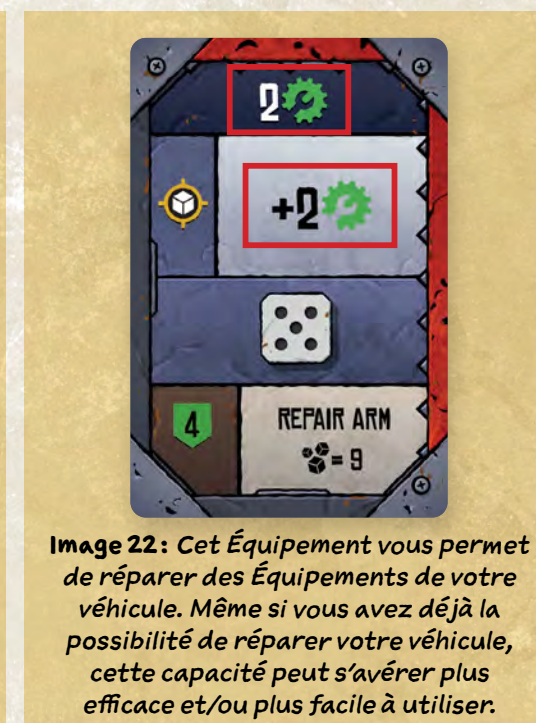 2
+2
4
REPAIR ARM
= 9
Image 22 : Cet Équipement vous permet
de réparer des Équipements de votre
véhicule. Même si vous avez déjà la
possibilité de réparer votre véhicule,
cette capacité peut s’avérer plus
efficace et/ou plus facile à utiliser.